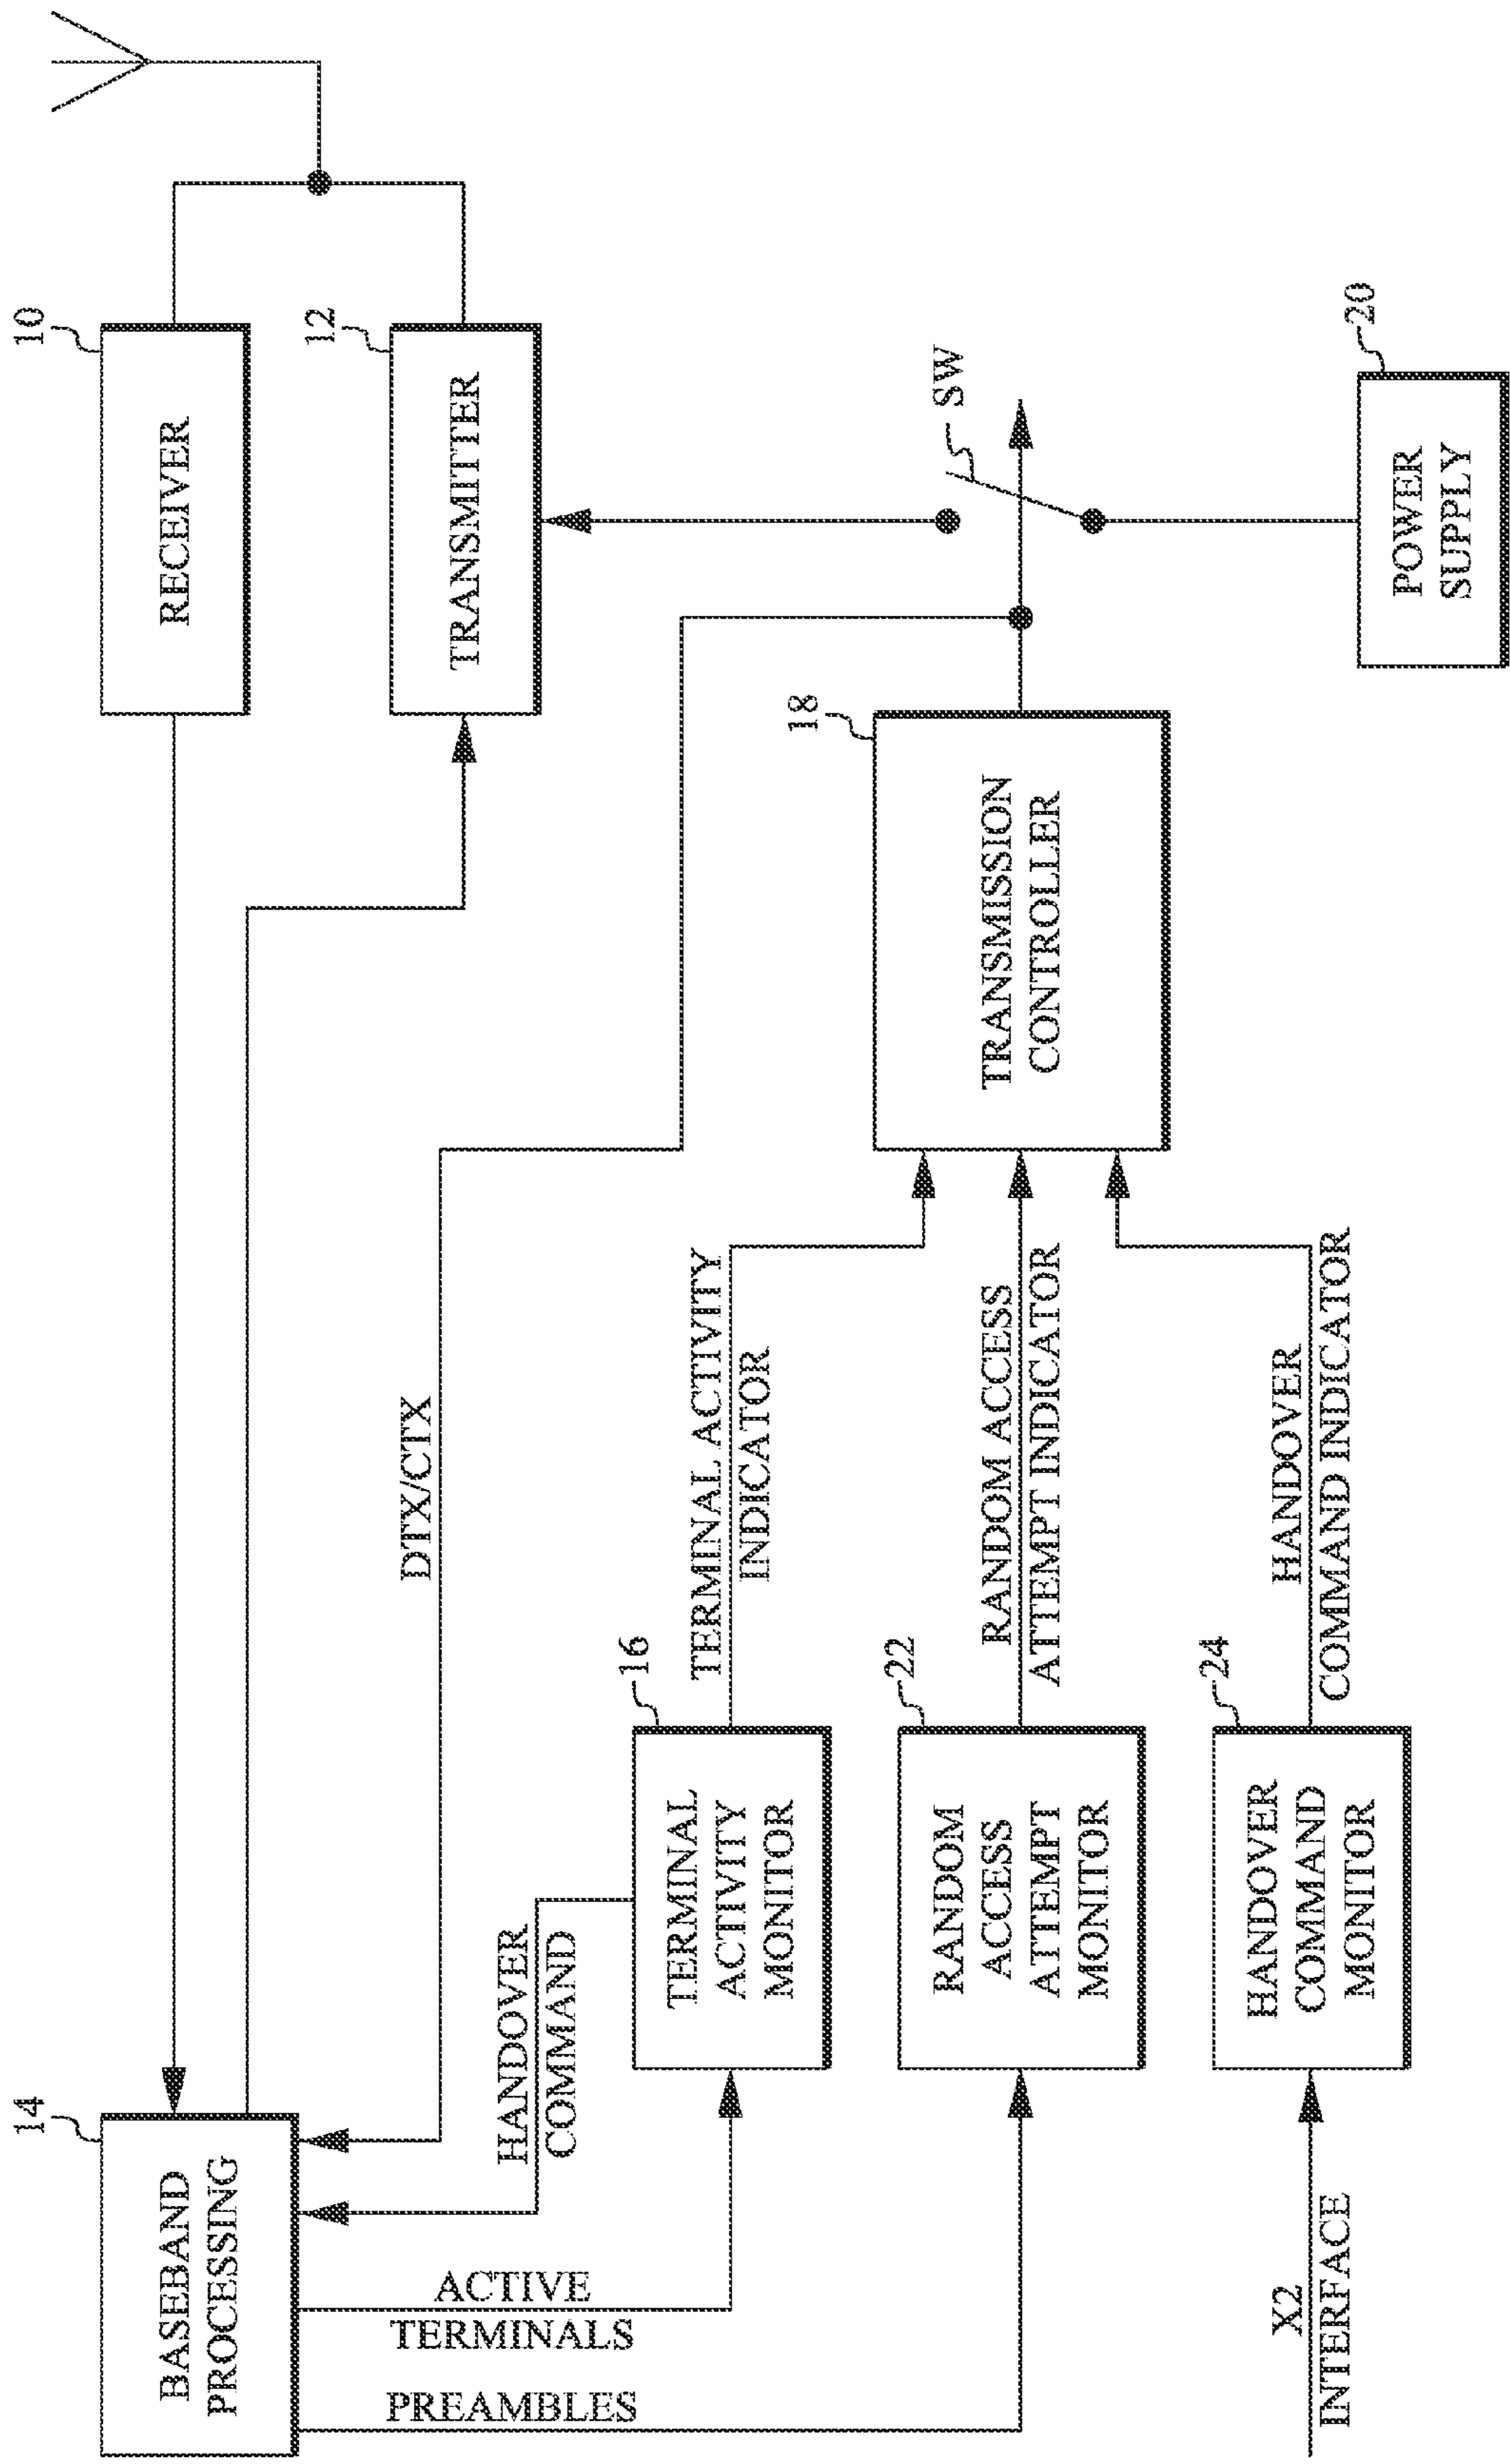 14
BASEBAND
PROCESSING
10
RECEIVER
12
TRANSMITTER
DTX/CTX
HANDOVER
COMMAND
ACTIVE
TERMINALS
PREAMBLES
16
TERMINAL
ACTIVITY
MONITOR
TERMINAL ACTIVITY
INDICATOR
18
TRANSMISSION
CONTROLLER
SW
22
RANDOM
ACCESS
ATTEMPT
MONITOR
RANDOM ACCESS
ATTEMPT INDICATOR
24
HANDOVER
COMMAND
MONITOR
HANDOVER
COMMAND INDICATOR
X2
INTERFACE
20
POWER
SUPPLY